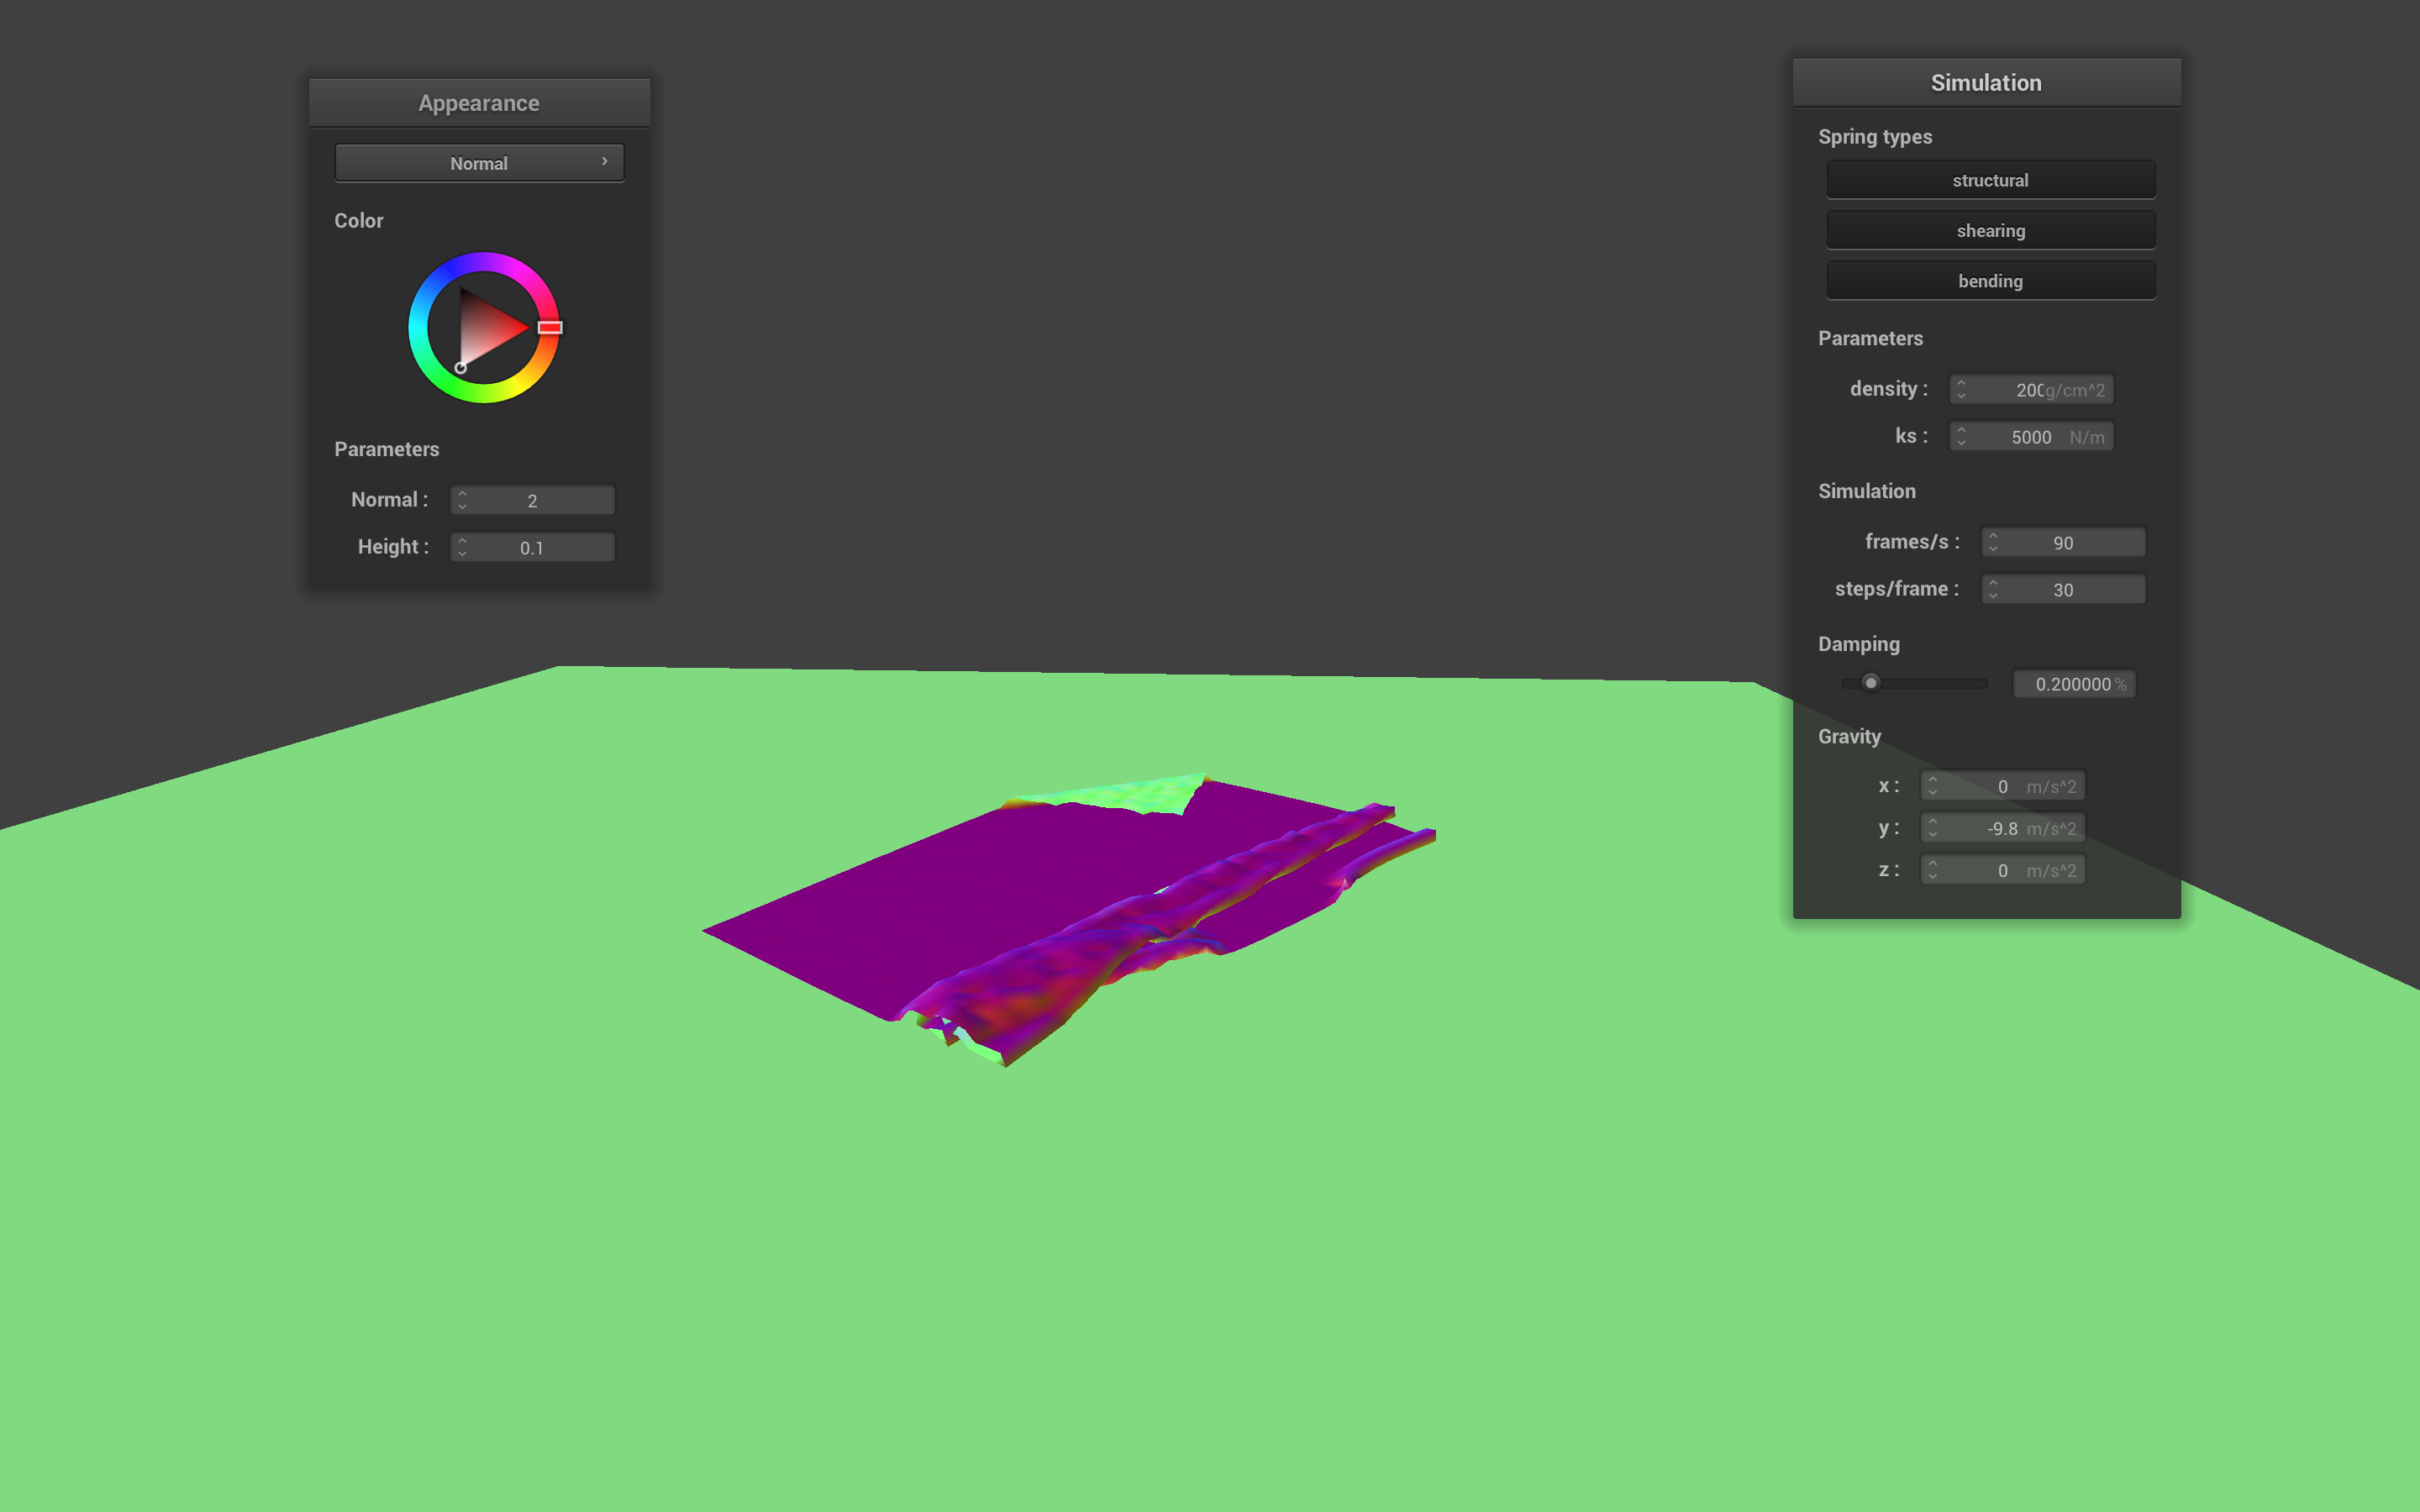 Appearance
Normal
Color
Parameters
Normal : 2
Height : 0.1
Simulation
Spring types
structural
shearing
bending
Parameters
density : g/cm^2
ks : 5000 N/m
Simulation
frames/s : 90
steps/frame : 30
Damping
0.200000 %
Gravity
x : 0 m/s^2
y : -9.8 m/s^2
z : 0 m/s^2